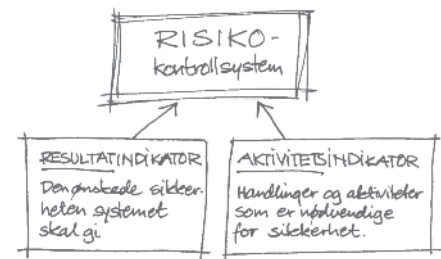 RISIKO-
kontrollsystem
RESULTATINDIKATOR
Den ønskede sikker-
heten systemet
skal gi
AKTIVITETSINDIKATOR
Handlinger og aktiviteter
som er nødvendige
for sikkerhet.